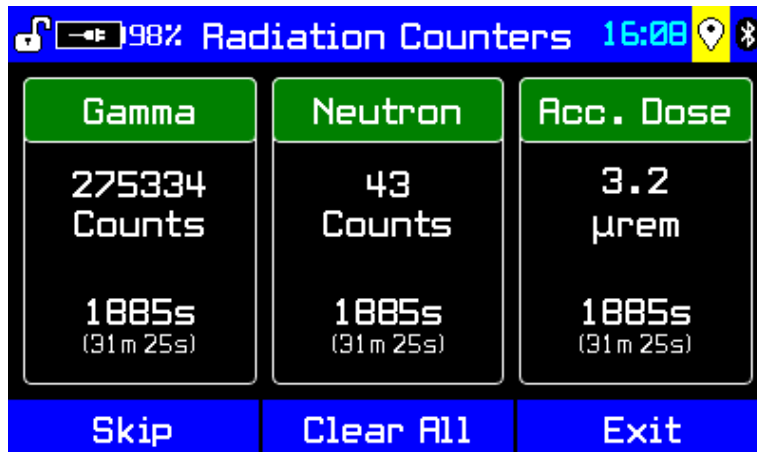 98% Radiation Counters 16:08
Gamma
275334
Counts
1885s
(31m 25s)
Neutron
43
Counts
1885s
(31m 25s)
Acc. Dose
3.2
µrem
1885s
(31m 25s)
Skip
Clear All
Exit